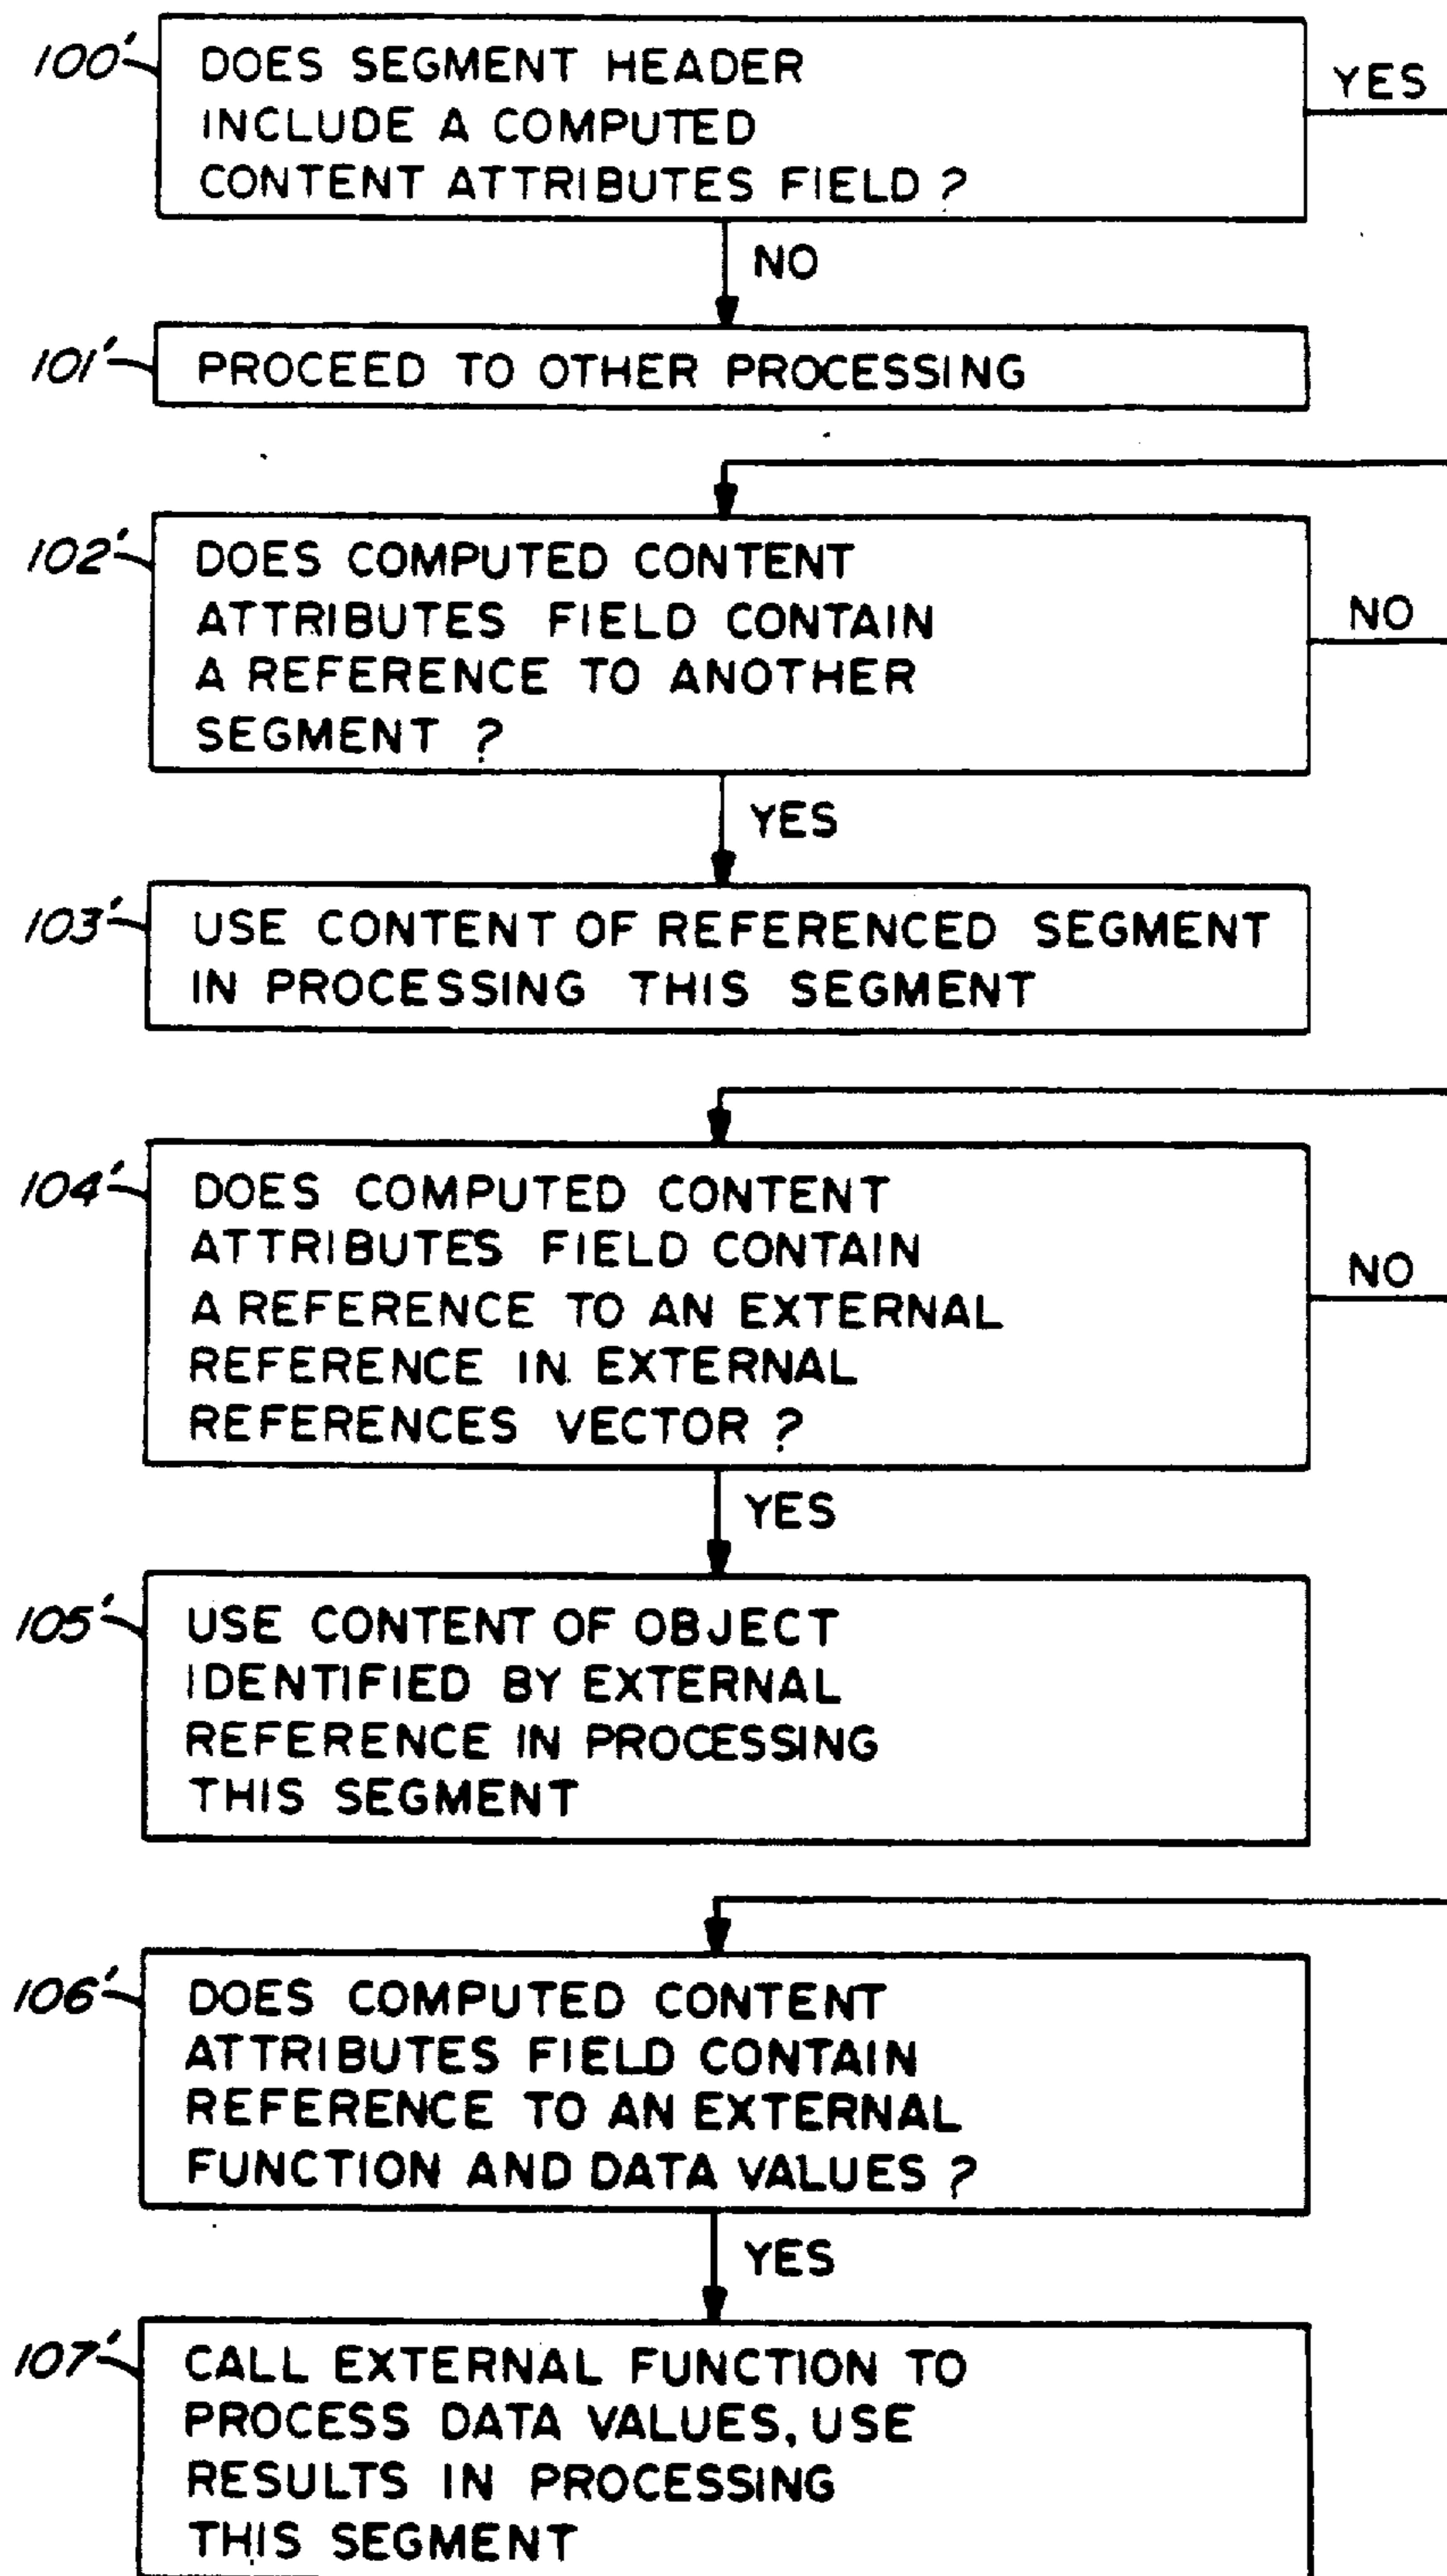 100'
DOES SEGMENT HEADER
INCLUDE A COMPUTED
CONTENT ATTRIBUTES FIELD ?
YES
NO
101'
PROCEED TO OTHER PROCESSING
102'
DOES COMPUTED CONTENT
ATTRIBUTES FIELD CONTAIN
A REFERENCE TO ANOTHER
SEGMENT ?
NO
YES
103'
USE CONTENT OF REFERENCED SEGMENT
IN PROCESSING THIS SEGMENT
104'
DOES COMPUTED CONTENT
ATTRIBUTES FIELD CONTAIN
A REFERENCE TO AN EXTERNAL
REFERENCE IN EXTERNAL
REFERENCES VECTOR ?
NO
YES
105'
USE CONTENT OF OBJECT
IDENTIFIED BY EXTERNAL
REFERENCE IN PROCESSING
THIS SEGMENT
106'
DOES COMPUTED CONTENT
ATTRIBUTES FIELD CONTAIN
REFERENCE TO AN EXTERNAL
FUNCTION AND DATA VALUES ?
YES
107'
CALL EXTERNAL FUNCTION TO
PROCESS DATA VALUES, USE
RESULTS IN PROCESSING
THIS SEGMENT